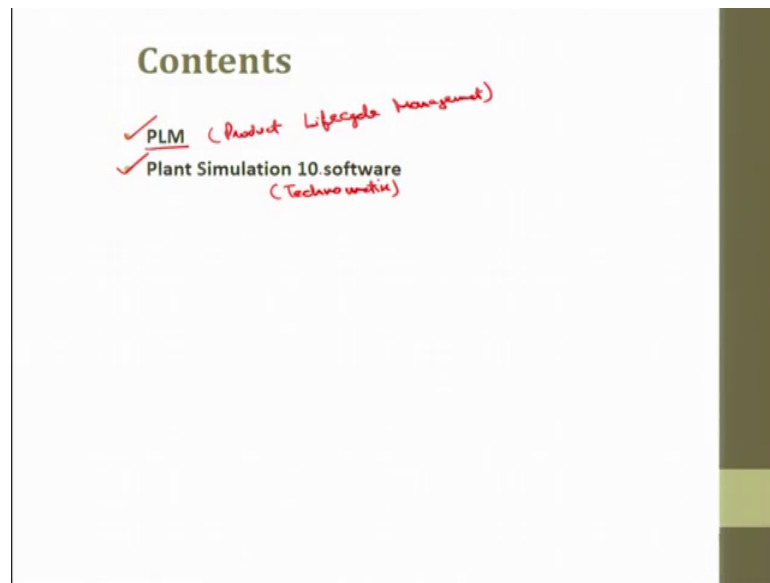 Contents
PLM (Product Lifecycle Management)
Plant Simulation 10.software
(Technomatix)